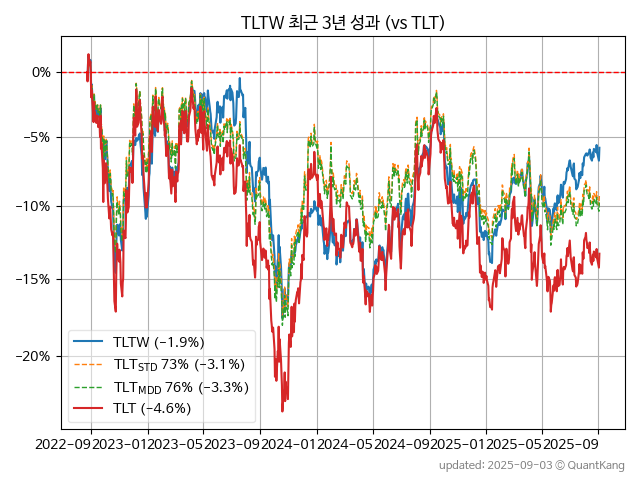 TLTW 최근 3년 성과 (vs TLT)
0%
−5%
−10%
−15%
−20%
TLTW (−1.9%)
TLT_STD 73% (−3.1%)
TLT_MDD 76% (−3.3%)
TLT (−4.6%)
2022-09 2023-01 2023-05 2023-09 2024-01 2024-05 2024-09 2025-01 2025-05 2025-09
updated: 2025-09-03 © QuantKang